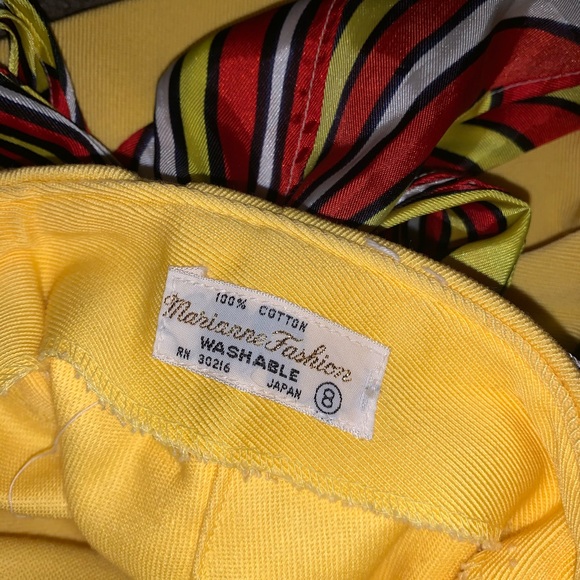 100% COTTON
Marianne Fashion
WASHABLE
RN 30216
JAPAN 8